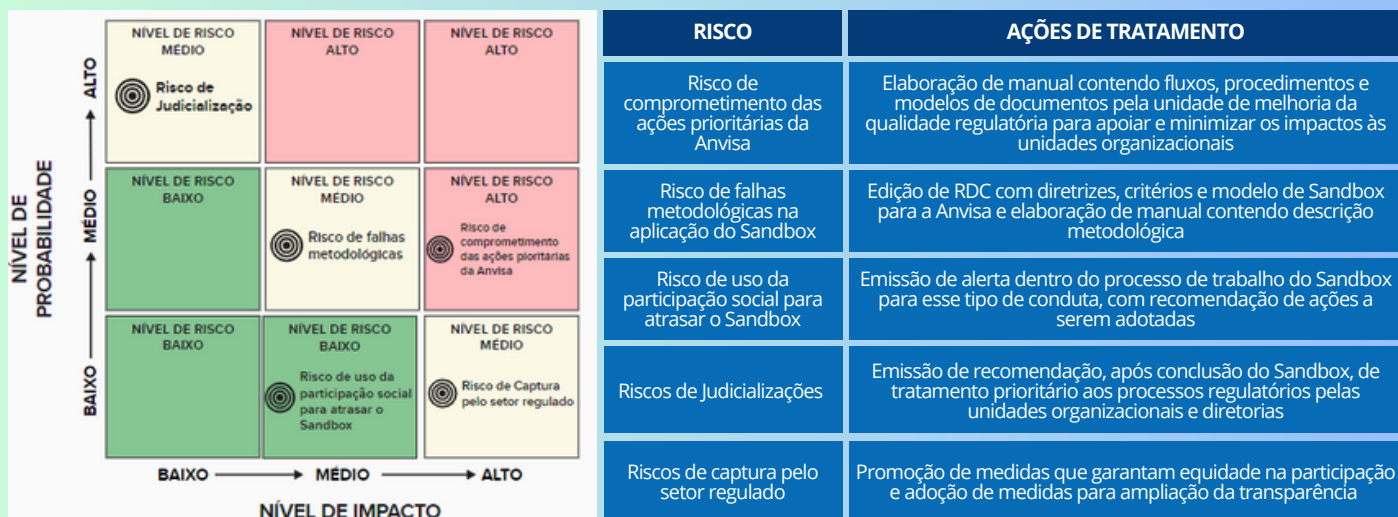 NÍVEL DE
PROBABILIDADE
ALTO
MÉDIO
BAIXO
NÍVEL DE RISCO
MÉDIO
Risco de
Judicialização
NÍVEL DE RISCO
ALTO
NÍVEL DE RISCO
ALTO
NÍVEL DE RISCO
BAIXO
NÍVEL DE RISCO
MÉDIO
Risco de falhas
metodológicas
NÍVEL DE RISCO
ALTO
Risco de
comprometimento
das ações pioritárias
da Anvisa
NÍVEL DE RISCO
BAIXO
NÍVEL DE RISCO
BAIXO
Risco de uso da
participação social
para atrasar o
Sandbox
NÍVEL DE RISCO
MÉDIO
Risco de Captura
pelo setor regulado
BAIXO
MÉDIO
ALTO
NÍVEL DE IMPACTO
RISCO
AÇÕES DE TRATAMENTO
Risco de
comprometimento das
ações prioritárias da
Anvisa
Elaboração de manual contendo fluxos, procedimentos e
modelos de documentos pela unidade de melhoria da
qualidade regulatória para apoiar e minimizar os impactos às
unidades organizacionais
Risco de falhas
metodológicas na
aplicação do Sandbox
Edição de RDC com diretrizes, critérios e modelo de Sandbox
para a Anvisa e elaboração de manual contendo descrição
metodológica
Risco de uso da
participação social para
atrasar o Sandbox
Emissão de alerta dentro do processo de trabalho do Sandbox
para esse tipo de conduta, com recomendação de ações a
serem adotadas
Riscos de Judicializações
Emissão de recomendação, após conclusão do Sandbox, de
tratamento prioritário aos processos regulatórios pelas
unidades organizacionais e diretorias
Riscos de captura pelo
setor regulado
Promoção de medidas que garantam equidade na participação
e adoção de medidas para ampliação da transparência